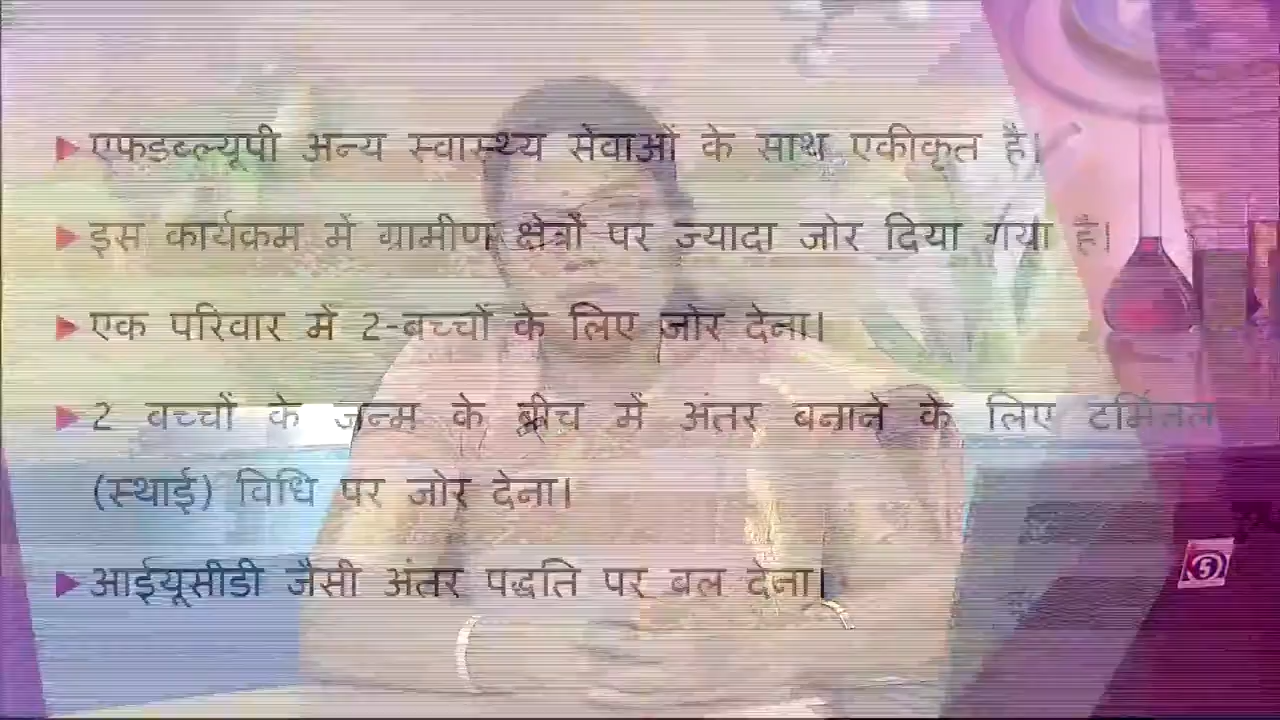 एफडब्ल्यूपी अन्य स्वास्थ्य सेवाओं के साथ एकीकृत है।
इस कार्यक्रम में ग्रामीण क्षेत्रों पर ज्यादा जोर दिया गया है।
एक परिवार में 2-बच्चों के लिए जोर देना।
2 बच्चों के जन्म के बीच में अंतर बनाने के लिए टर्मिनल
(स्थाई) विधि पर जोर देना।
आईयूसीडी जैसी अंतर पद्धति पर बल देना।
5